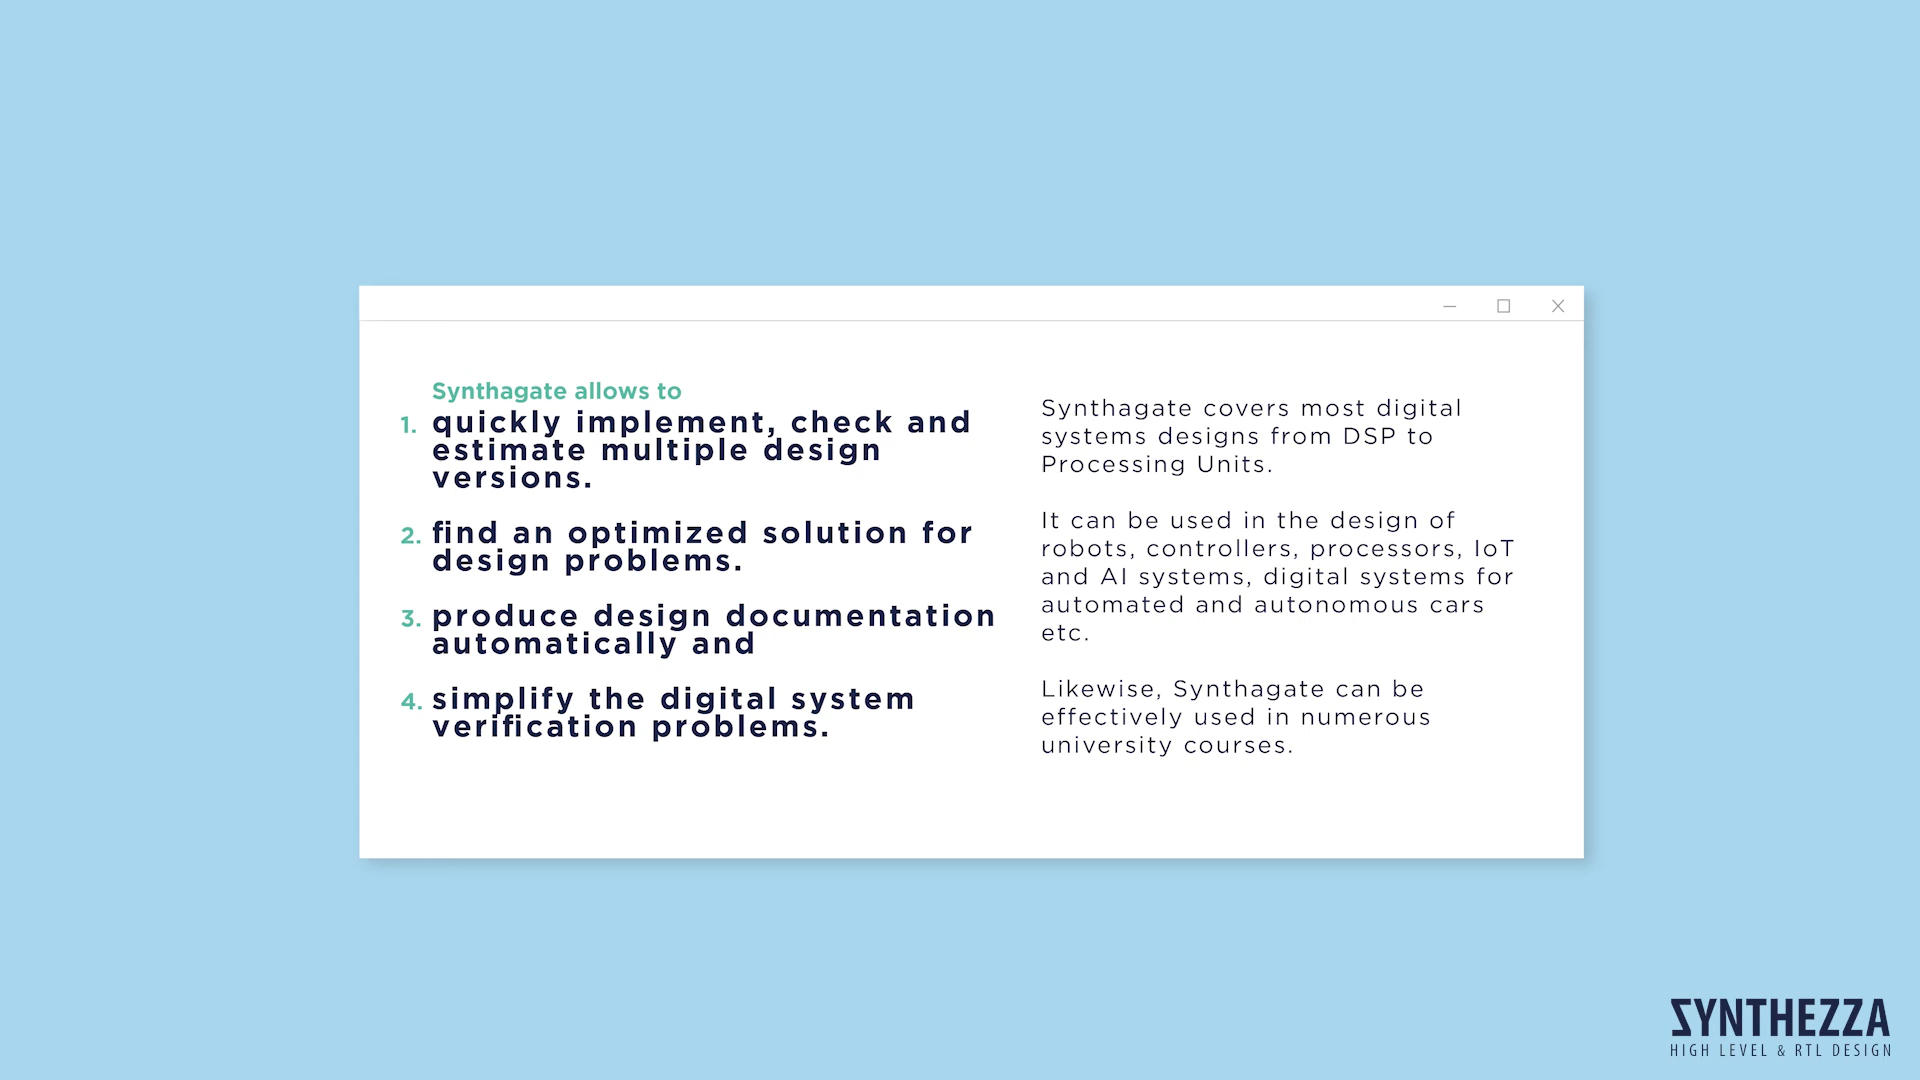 Synthagate allows to
1. quickly implement, check and
estimate multiple design
versions.
2. find an optimized solution for
design problems.
3. produce design documentation
automatically and
4. simplify the digital system
verification problems.
Synthagate covers most digital
systems designs from DSP to
Processing Units.
It can be used in the design of
robots, controllers, processors, IoT
and AI systems, digital systems for
automated and autonomous cars
etc.
Likewise, Synthagate can be
effectively used in numerous
university courses.
SYNTHEZZA
HIGH LEVEL & RTL DESIGN